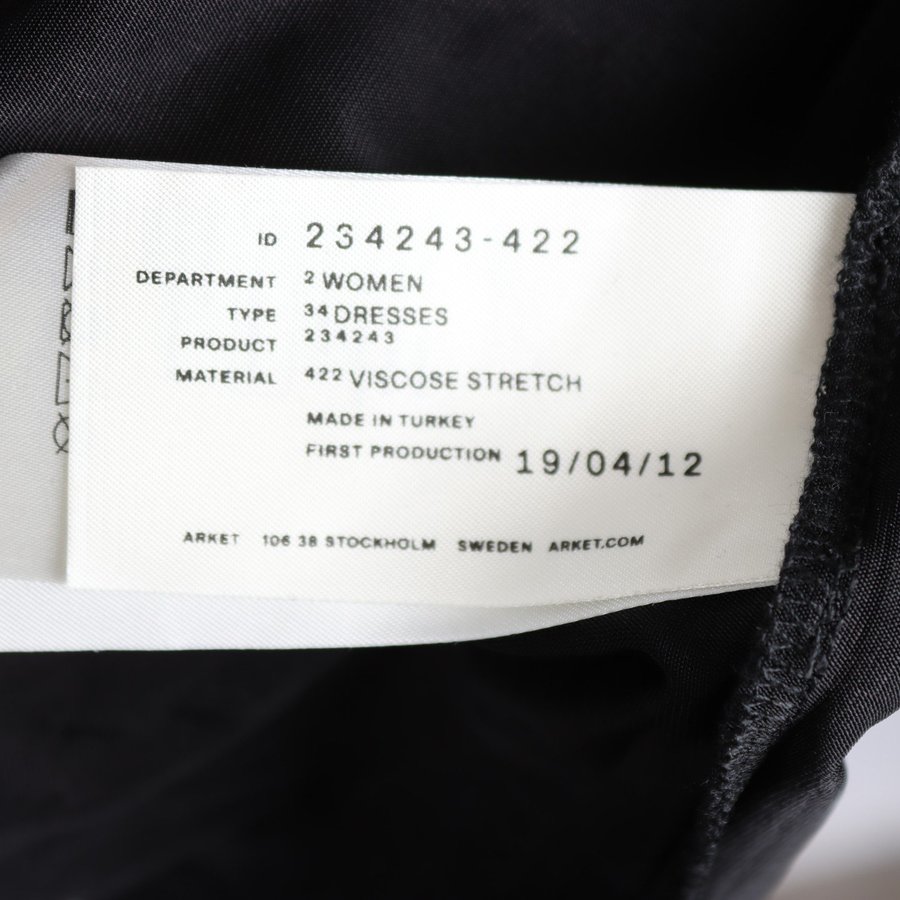 ID 234243-422
DEPARTMENT 2 WOMEN
TYPE 34 DRESSES
PRODUCT 234243
MATERIAL 422 VISCOSE STRETCH
MADE IN TURKEY
FIRST PRODUCTION 19/04/12
ARKET 106 38 STOCKHOLM SWEDEN ARKET.COM